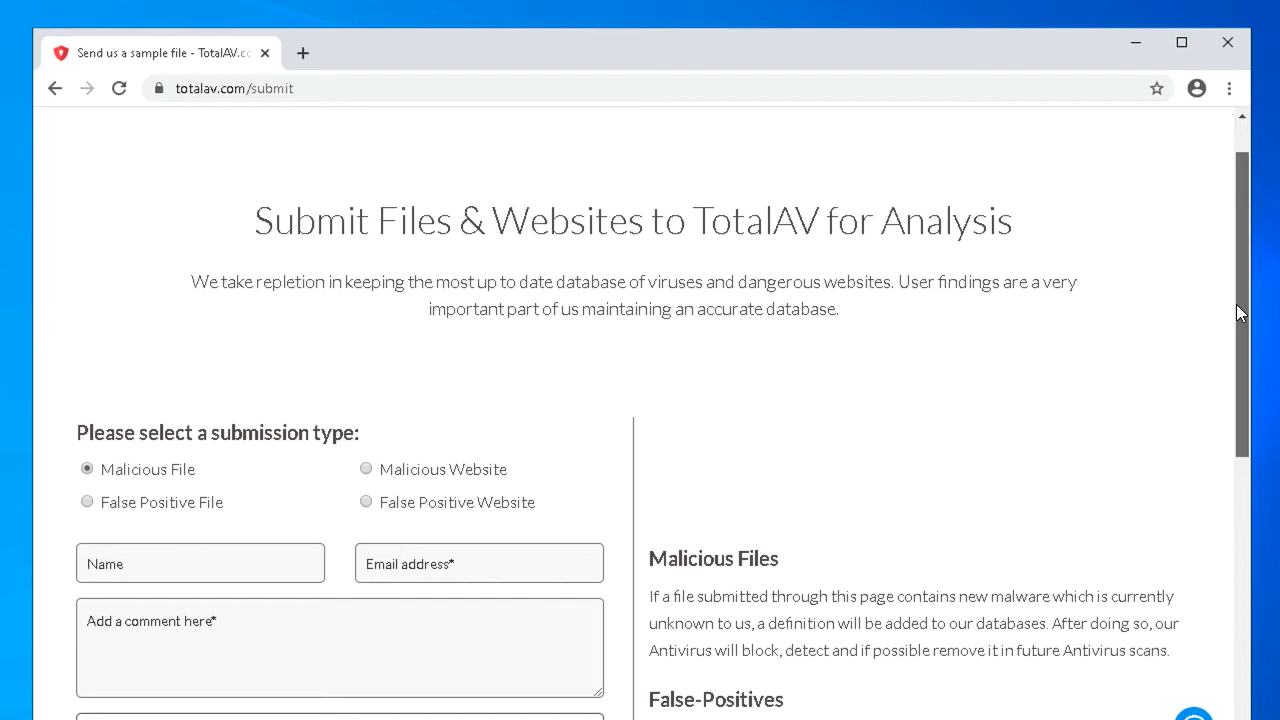 Send us a sample file - TotalAV.co
totalav.com/submit
Submit Files & Websites to TotalAV for Analysis
We take repletion in keeping the most up to date database of viruses and dangerous websites. User findings are a very
important part of us maintaining an accurate database.
Please select a submission type:
Malicious File
Malicious Website
False Positive File
False Positive Website
Name
Email address*
Add a comment here*
Malicious Files
If a file submitted through this page contains new malware which is currently
unknown to us, a definition will be added to our databases. After doing so, our
Antivirus will block, detect and if possible remove it in future Antivirus scans.
False-Positives